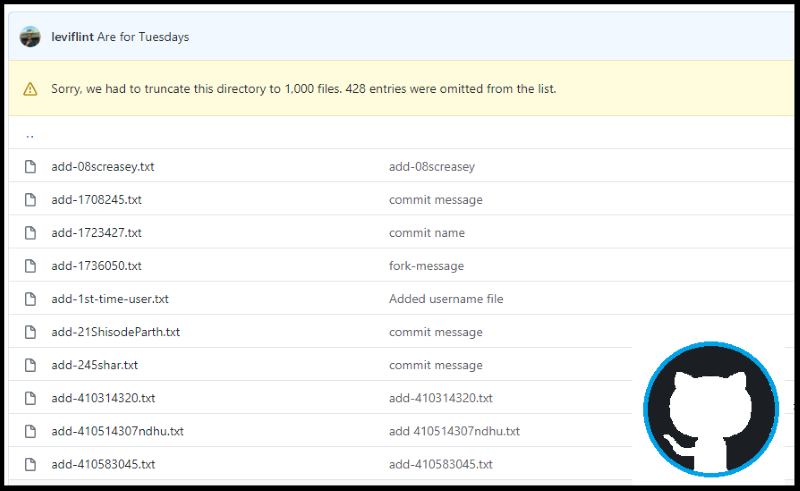 leviflint Are for Tuesdays
Sorry, we had to truncate this directory to 1,000 files. 428 entries were omitted from the list.
..
add-08screasey.txt add-08screasey
add-1708245.txt commit message
add-1723427.txt commit name
add-1736050.txt fork-message
add-1st-time-user.txt Added username file
add-21ShisodeParth.txt commit message
add-245shar.txt commit message
add-410314320.txt add-410314320.txt
add-410514307ndhu.txt add 410514307ndhu.txt
add-410583045.txt add-410583045.txt